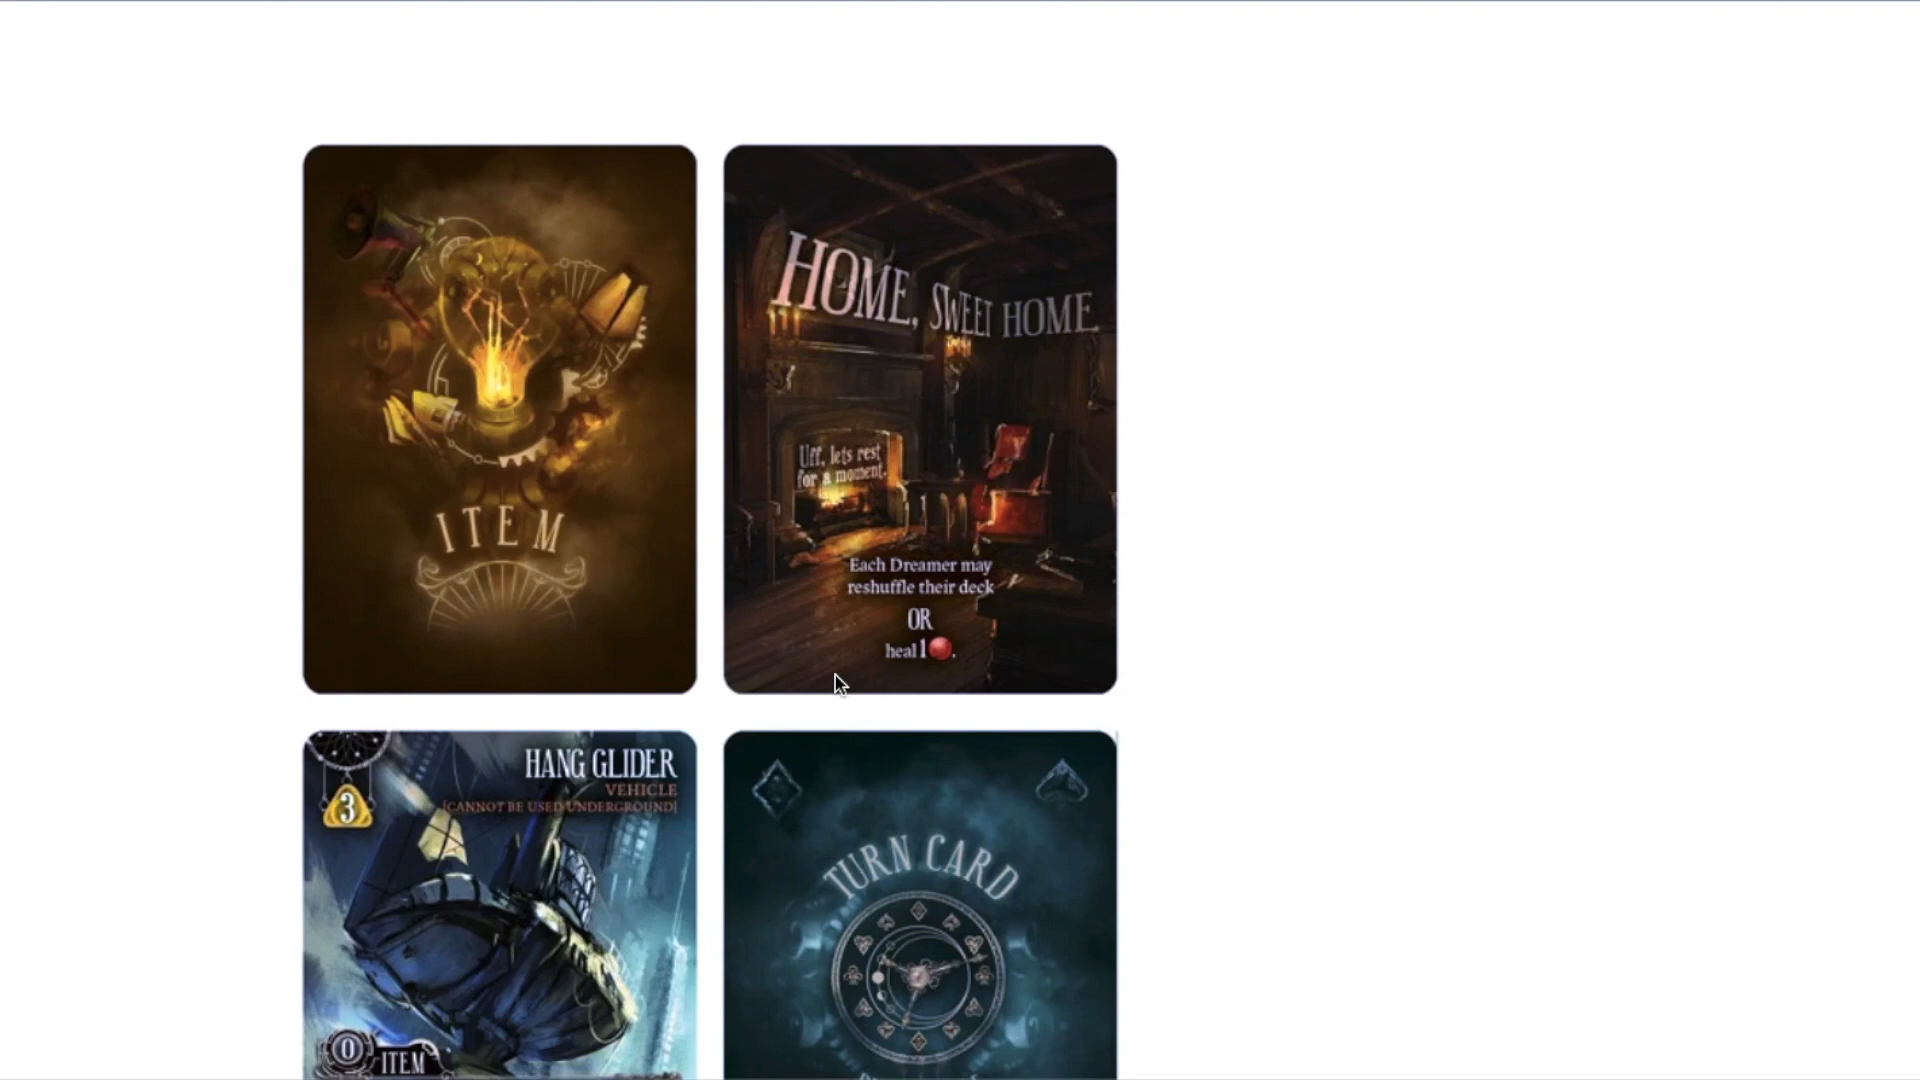 ITEM
HOME, SWEET HOME
Uff, lets rest
for a moment.
Each Dreamer may
reshuffle their deck
OR
heal 1 .
HANG GLIDER
VEHICLE
[CANNOT BE USED UNDERGROUND]
3
0
ITEM
TURN CARD